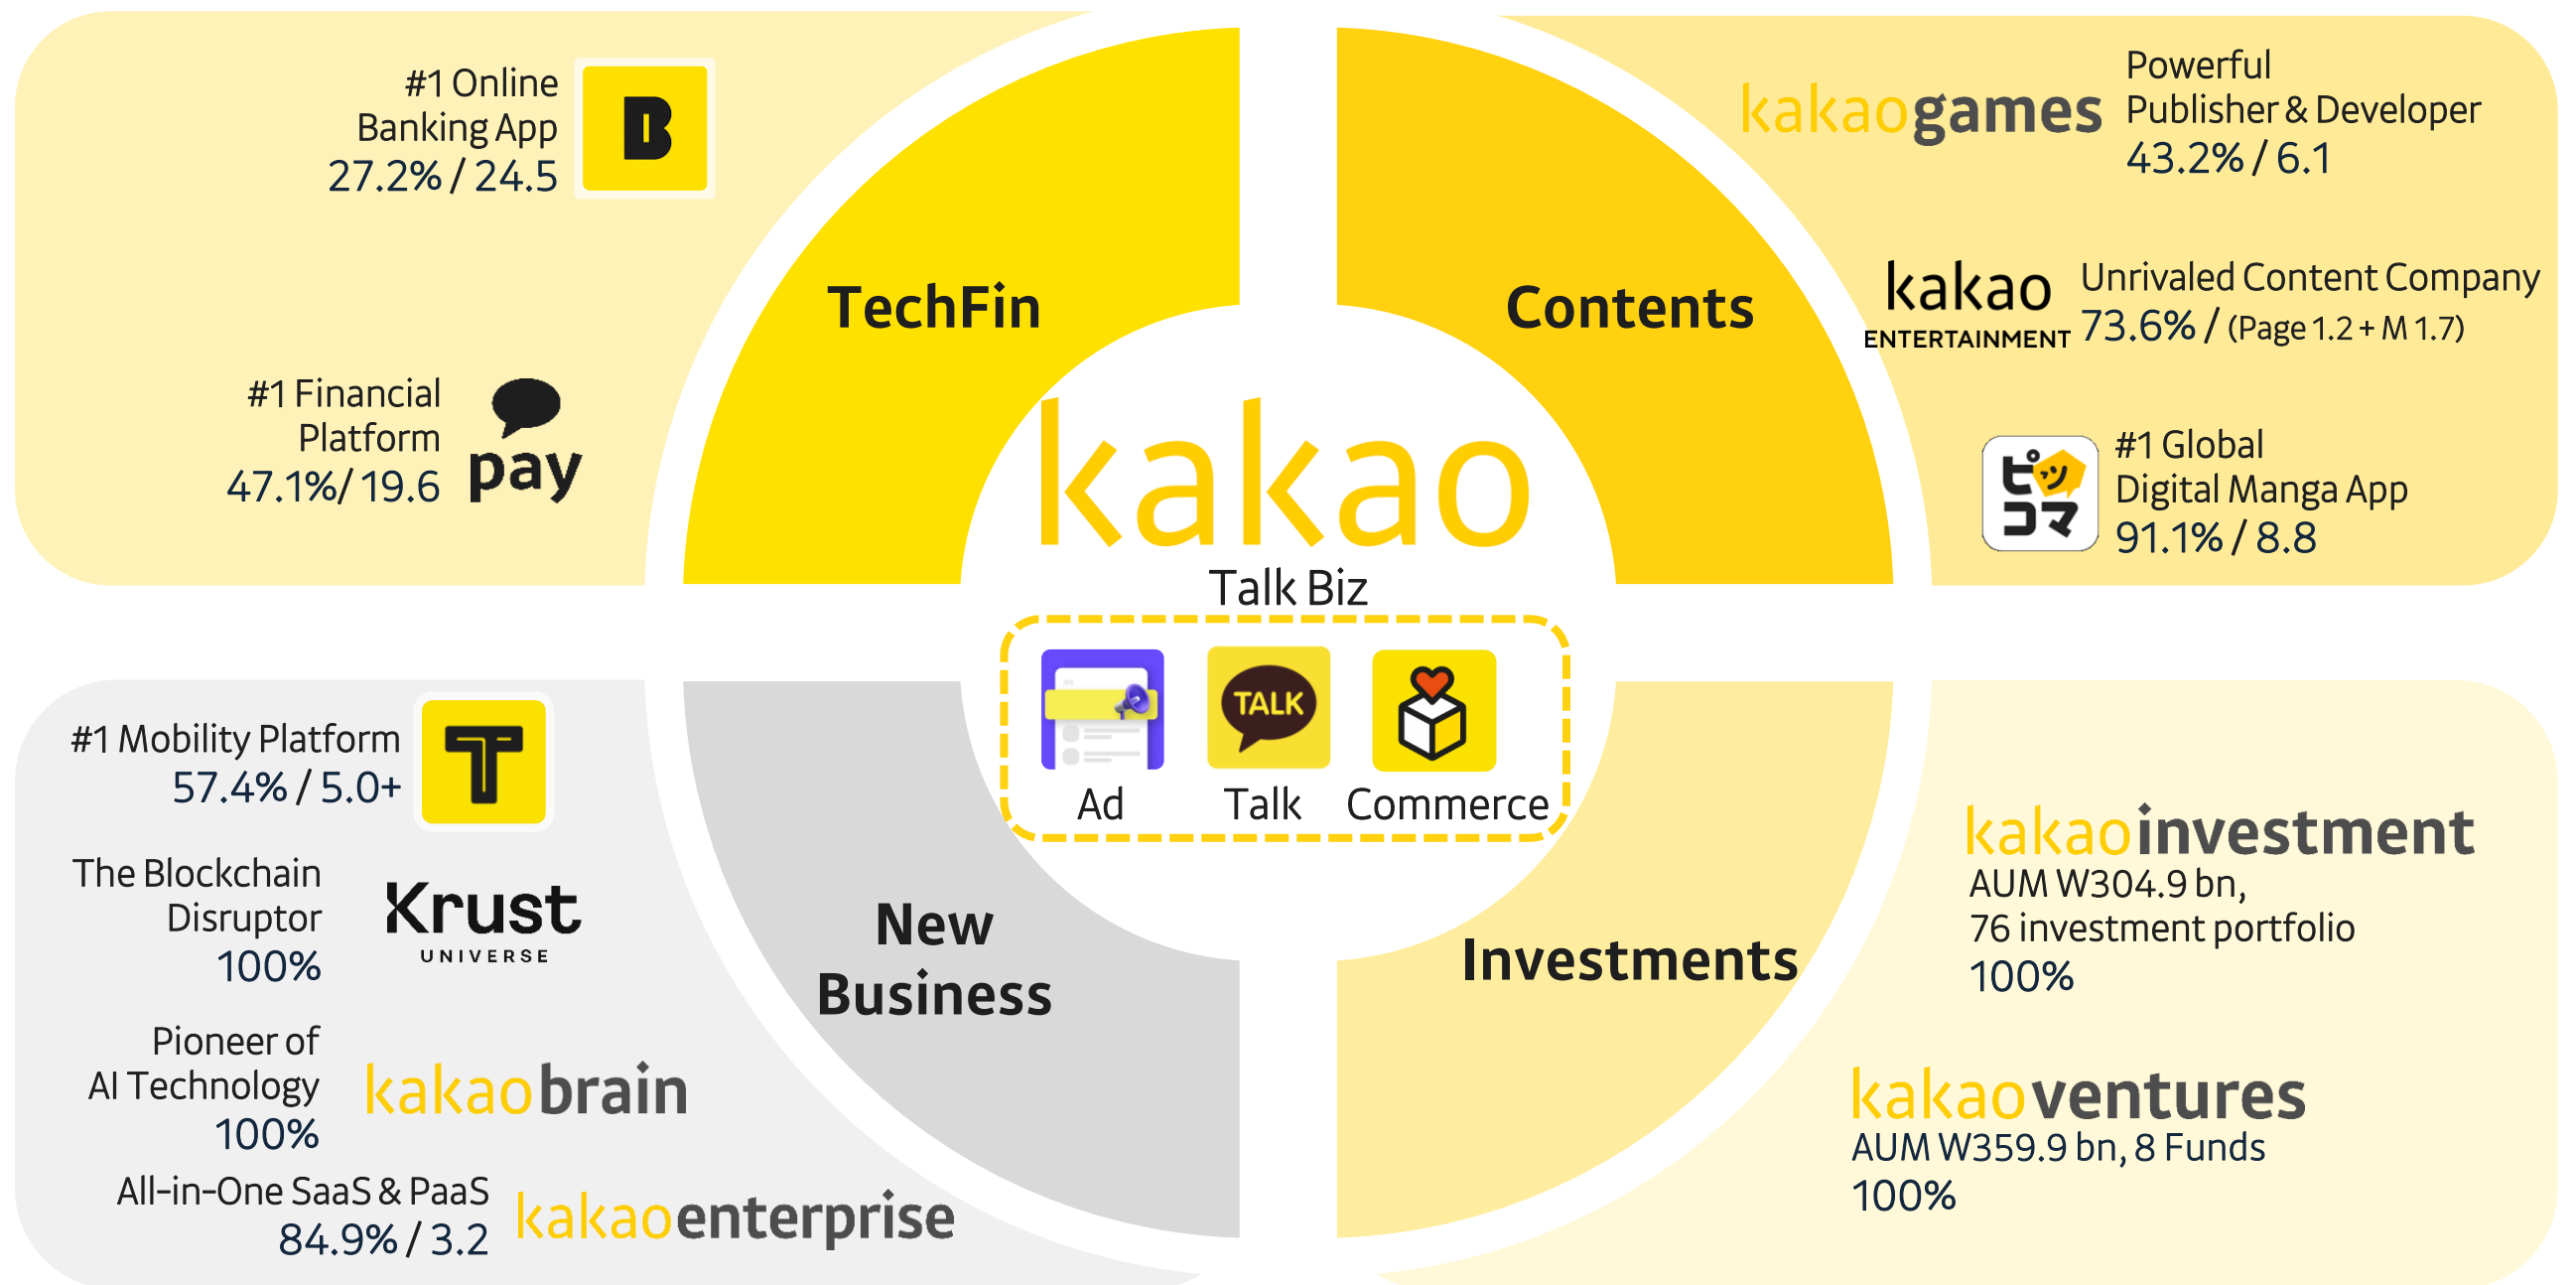 #1 Online
Banking App
27.2% / 24.5
B
#1 Financial
Platform
47.1%/ 19.6
pay
TechFin
Contents
kakaogames
Powerful
Publisher & Developer
43.2% / 6.1
kakao
ENTERTAINMENT
Unrivaled Content Company
73.6% / (Page 1.2 + M 1.7)
ピッ
コマ
#1 Global
Digital Manga App
91.1% / 8.8
kakao
Talk Biz
TALK
Ad
Talk
Commerce
#1 Mobility Platform
57.4% / 5.0+
T
The Blockchain
Disruptor
100%
Krust
UNIVERSE
Pioneer of
AI Technology
100%
kakaobrain
All-in-One SaaS & PaaS
84.9% / 3.2
kakaoenterprise
New
Business
Investments
kakaoinvestment
AUM W304.9 bn,
76 investment portfolio
100%
kakaoventures
AUM W359.9 bn, 8 Funds
100%